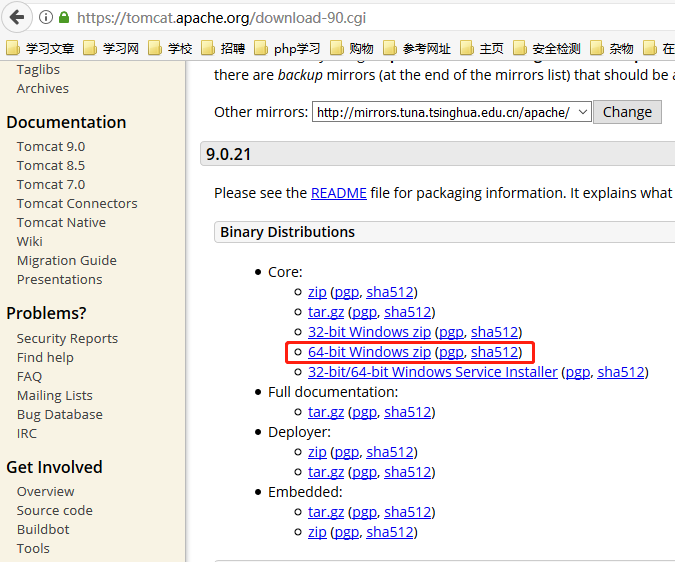 https://tomcat.apache.org/download-90.cgi
学习文章 学习网 学校 招聘 php学习 购物 参考网址 主页 安全检测 杂物 在
Taglibs
Archives
Documentation
Tomcat 9.0
Tomcat 8.5
Tomcat 7.0
Tomcat Connectors
Tomcat Native
Wiki
Migration Guide
Presentations
Problems?
Security Reports
Find help
FAQ
Mailing Lists
Bug Database
IRC
Get Involved
Overview
Source code
Buildbot
Tools
there are backup mirrors (at the end of the mirrors list) that should be a
Other mirrors: http://mirrors.tuna.tsinghua.edu.cn/apache/ Change
9.0.21
Please see the README file for packaging information. It explains what
Binary Distributions
Core:
zip (pgp, sha512)
tar.gz (pgp, sha512)
32-bit Windows zip (pgp, sha512)
64-bit Windows zip (pgp, sha512)
32-bit/64-bit Windows Service Installer (pgp, sha512)
Full documentation:
tar.gz (pgp, sha512)
Deployer:
zip (pgp, sha512)
tar.gz (pgp, sha512)
Embedded:
tar.gz (pgp, sha512)
zip (pgp, sha512)